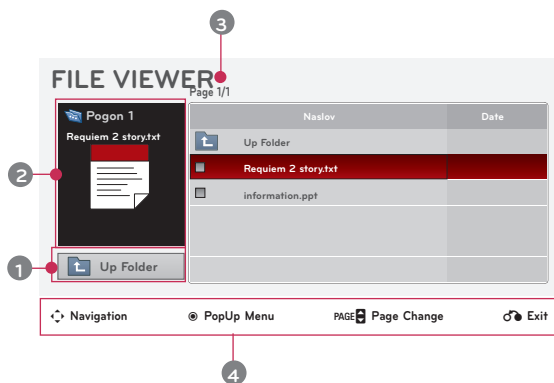 3
FILE VIEWER
Page 1/1
Pogon 1
Requiem 2 story.txt
Naslov Date
Up Folder
Requiem 2 story.txt
information.ppt
2
1
Up Folder
Navigation PopUp Menu PAGE Page Change Exit
4